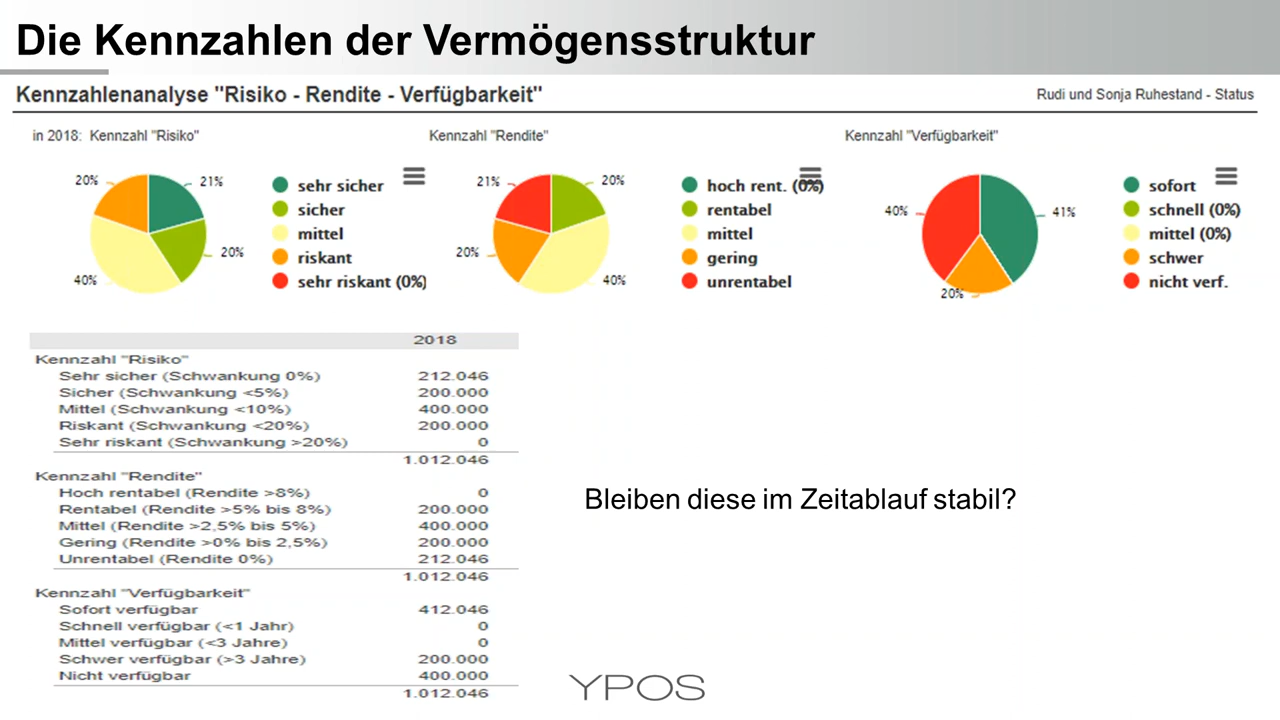 Die Kennzahlen der Vermögensstruktur
Kennzahlenanalyse "Risiko - Rendite - Verfügbarkeit"
Rudi und Sonja Ruhestand - Status
in 2018: Kennzahl "Risiko"
20%
21%
20%
40%
sehr sicher
sicher
mittel
riskant
sehr riskant (0%)
Kennzahl "Rendite"
21%
20%
20%
40%
hoch rent. (0%)
rentabel
mittel
gering
unrentabel
Kennzahl "Verfügbarkeit"
40%
41%
20%
sofort
schnell (0%)
mittel (0%)
schwer
nicht verf.
2018
Kennzahl "Risiko"
Sehr sicher (Schwankung 0%) 212.046
Sicher (Schwankung <5%) 200.000
Mittel (Schwankung <10%) 400.000
Riskant (Schwankung <20%) 200.000
Sehr riskant (Schwankung >20%) 0
1.012.046
Kennzahl "Rendite"
Hoch rentabel (Rendite >8%) 0
Rentabel (Rendite >5% bis 8%) 200.000
Mittel (Rendite >2,5% bis 5%) 400.000
Gering (Rendite >0% bis 2,5%) 200.000
Unrentabel (Rendite 0%) 212.046
1.012.046
Kennzahl "Verfügbarkeit"
Sofort verfügbar 412.046
Schnell verfügbar (<1 Jahr) 0
Mittel verfügbar (<3 Jahre) 0
Schwer verfügbar (>3 Jahre) 200.000
Nicht verfügbar 400.000
1.012.046
Bleiben diese im Zeitablauf stabil?
YPOS